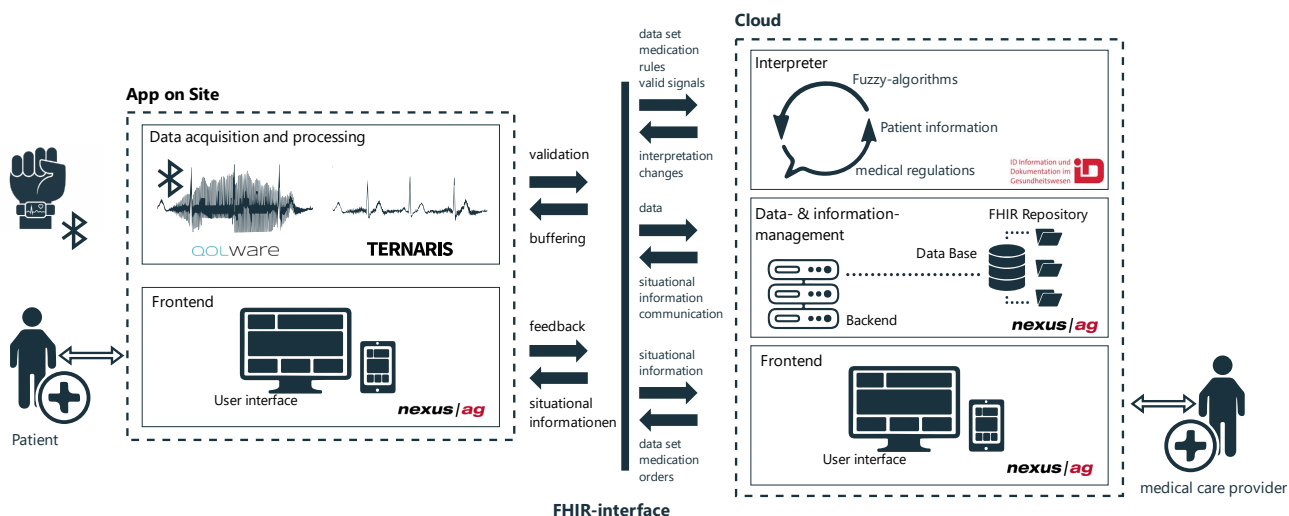 App on Site
Data acquisition and processing
QOLWARE
TERNARIS
Frontend
User interface
nexus/ag
Patient
validation
buffering
feedback
situational
informationen
FHIR-interface
data set
medication
rules
valid signals
interpretation
changes
data
situational
information
communication
situational
information
data set
medication
orders
Cloud
Interpreter
Fuzzy-algorithms
Patient information
medical regulations
ID Information und
Dokumentation im
Gesundheitswesen
iD
Data- & information-
management
FHIR Repository
Data Base
Backend
nexus/ag
Frontend
User interface
nexus/ag
medical care provider